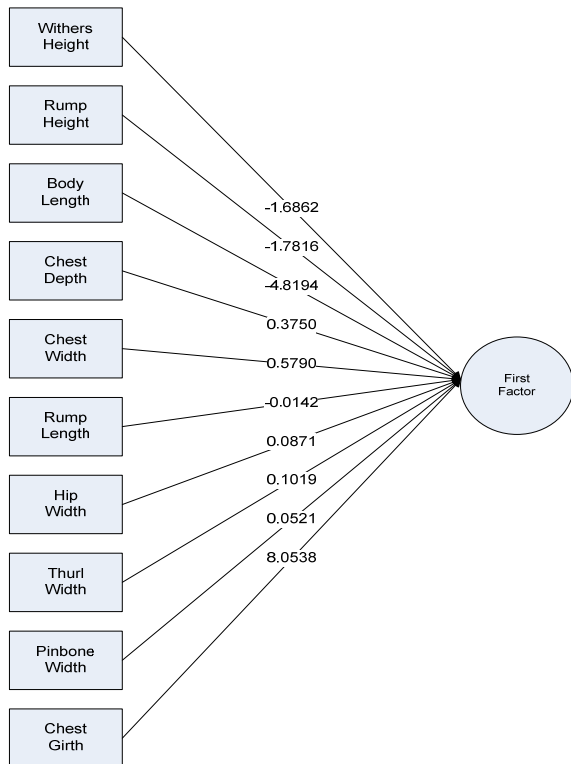 Withers
Height
Rump
Height
Body
Length
Chest
Depth
Chest
Width
Rump
Length
Hip
Width
Thurl
Width
Pinbone
Width
Chest
Girth
-1.6862
-1.7816
-4.8194
0.3750
0.5790
-0.0142
0.0871
0.1019
0.0521
8.0538
First
Factor